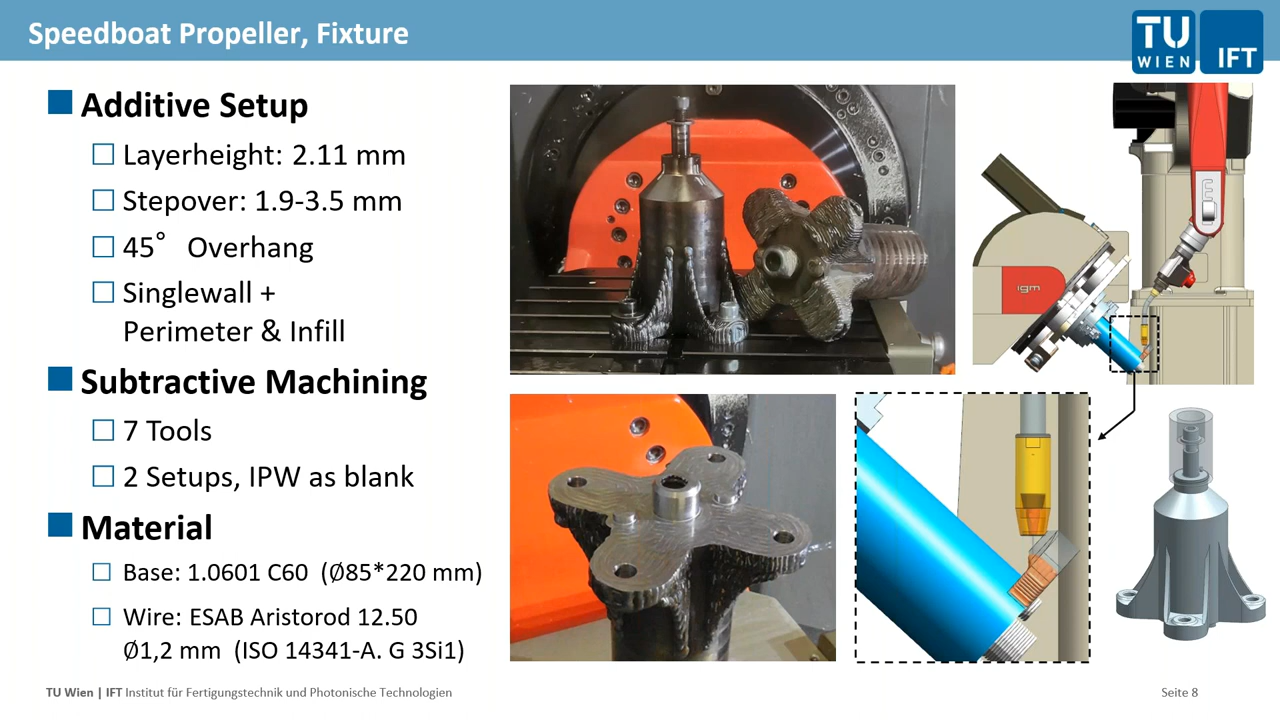 Speedboat Propeller, Fixture
TU
WIEN
IFT
Additive Setup
Layerheight: 2.11 mm
Stepover: 1.9-3.5 mm
45° Overhang
Singlewall +
Perimeter & Infill
Subtractive Machining
7 Tools
2 Setups, IPW as blank
Material
Base: 1.0601 C60 (Ø85*220 mm)
Wire: ESAB Aristorod 12.50
Ø1,2 mm (ISO 14341-A. G 3Si1)
igm
TU Wien | IFT Institut für Fertigungstechnik und Photonische Technologien
Seite 8